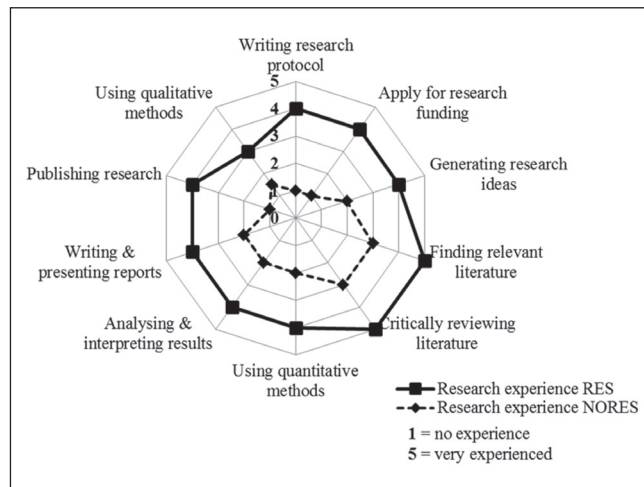 Writing research
protocol
Apply for research
funding
Generating research
ideas
Finding relevant
literature
Critically reviewing
literature
Using quantitative
methods
Analysing &
interpreting results
Writing &
presenting reports
Publishing research
Using qualitative
methods
5
4
3
2
1
0
Research experience RES
Research experience NORES
1 = no experience
5 = very experienced